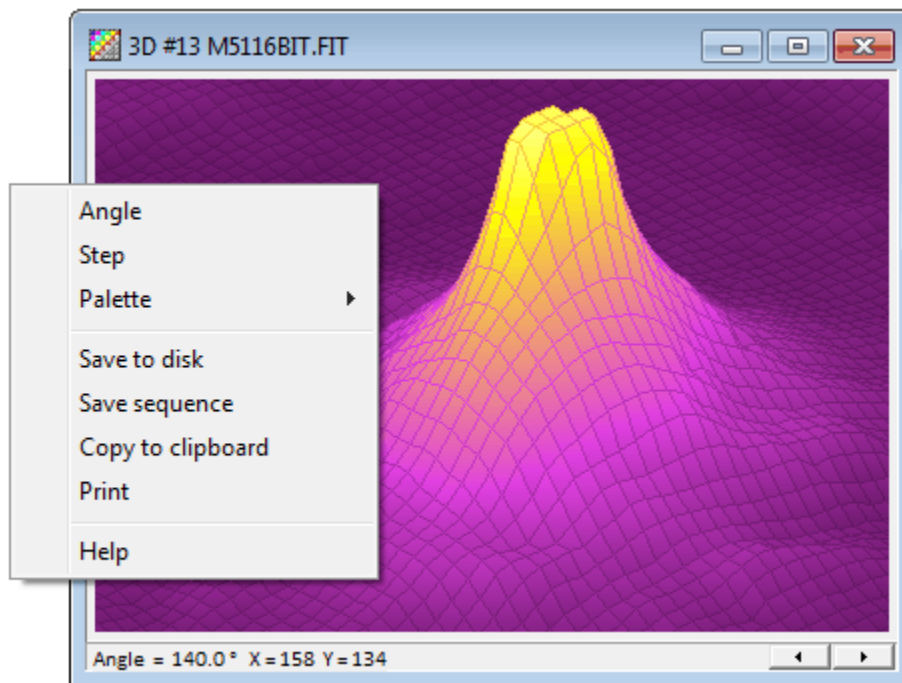 3D #13 M5116BIT.FIT
Angle
Step
Palette
Save to disk
Save sequence
Copy to clipboard
Print
Help
Angle = 140.0° X=158 Y=134